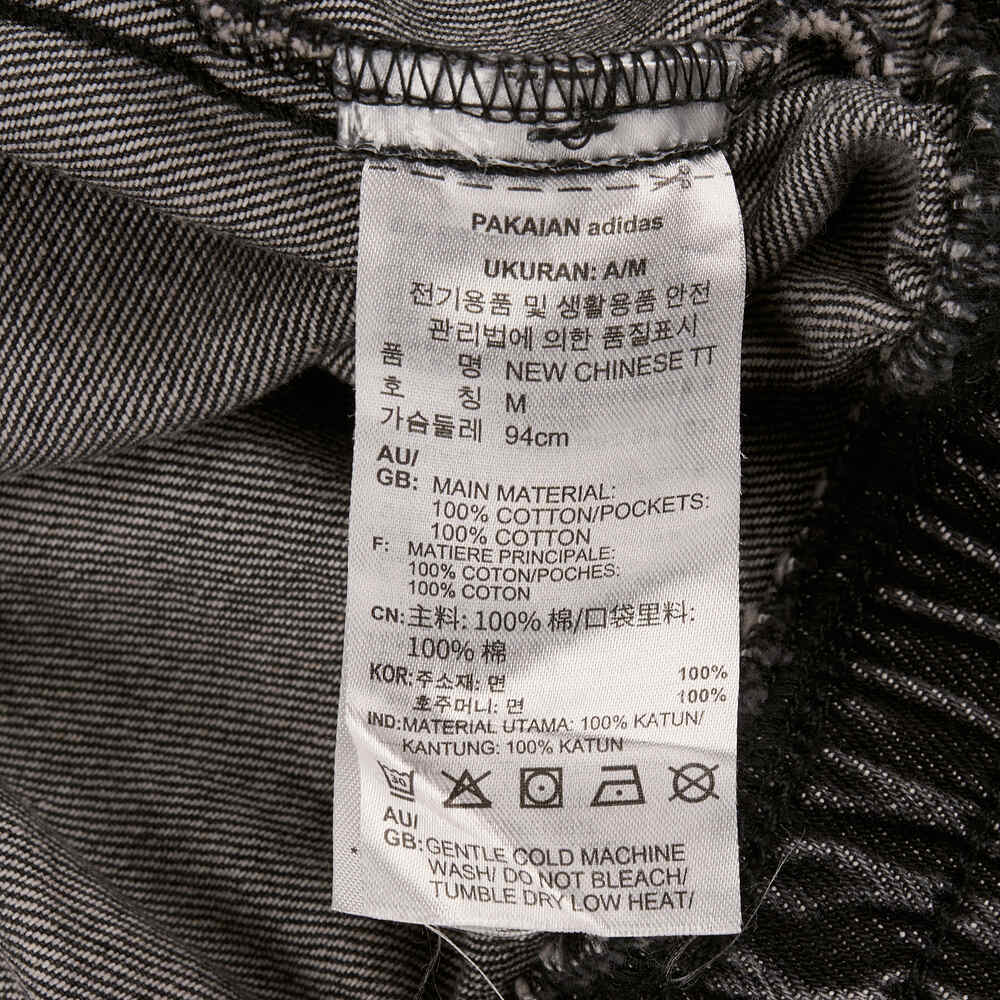 PAKAIAN adidas
UKURAN: A/M
전기용품 및 생활용품 안전
관리법에 의한 품질표시
품 명 NEW CHINESE TT
호 칭 M
가슴둘레 94cm
AU/
GB: MAIN MATERIAL:
100% COTTON/POCKETS:
100% COTTON
F: MATIERE PRINCIPALE:
100% COTON/POCHES:
100% COTON
CN: 主料: 100% 棉/口袋里料:
100% 棉
KOR: 주소재: 면 100%
호주머니: 면 100%
IND: MATERIAL UTAMA: 100% KATUN/
KANTUNG: 100% KATUN
30
AU/
GB: GENTLE COLD MACHINE
WASH/ DO NOT BLEACH/
* TUMBLE DRY LOW HEAT/